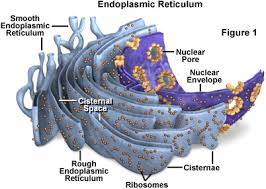 Endoplasmic Reticulum
Smooth
Endoplasmic
Reticulum
Figure 1
Nuclear
Pore
Nuclear
Envelope
Cisternal
Space
Rough
Endoplasmic
Reticulum
Ribosomes
Cisternae